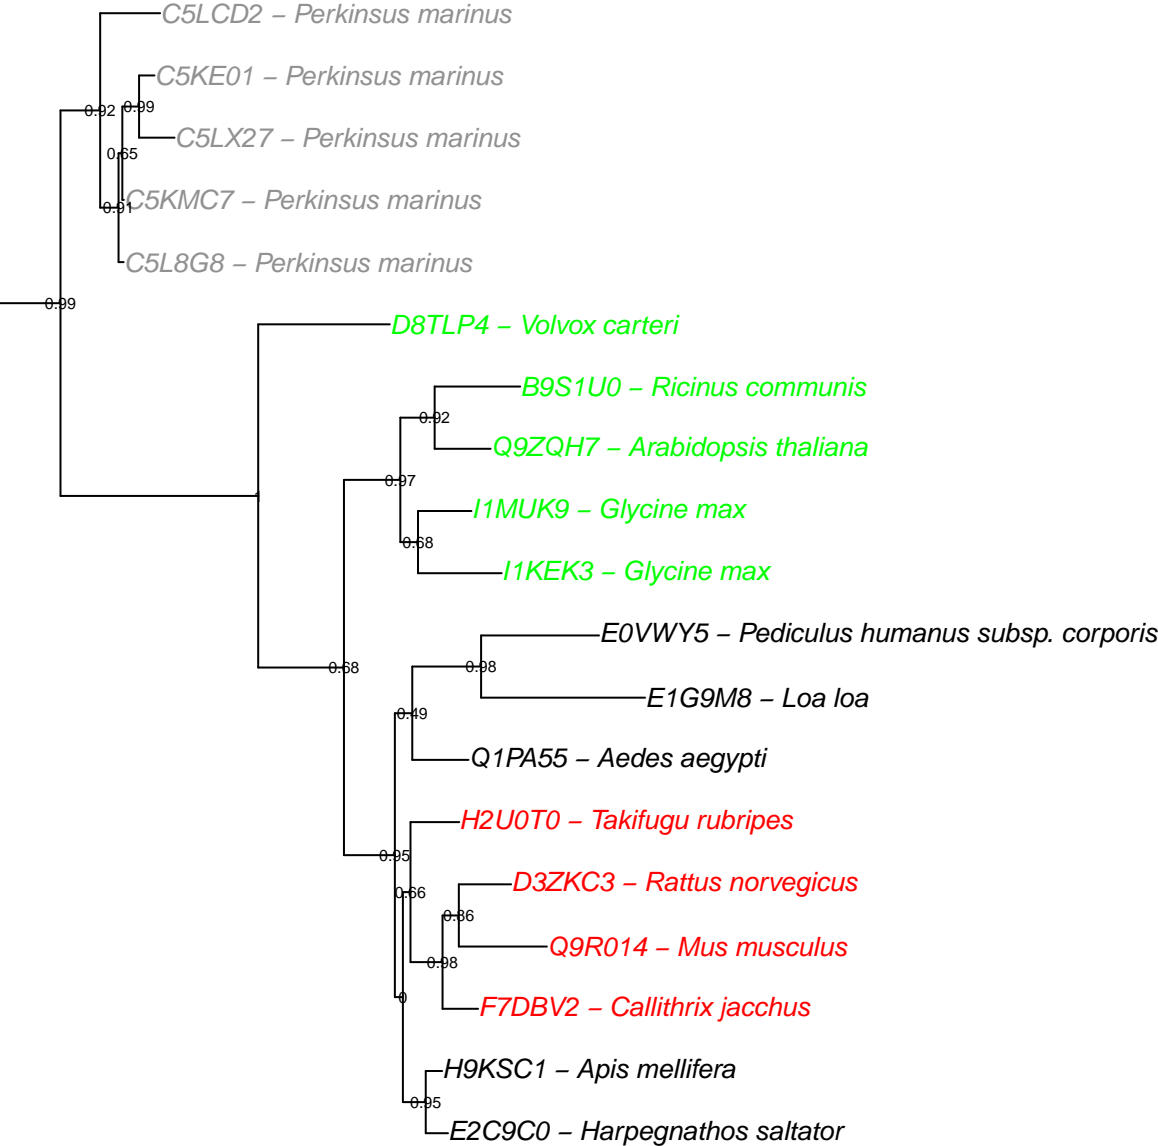 C5LCD2 – Perkinsus marinus
C5KE01 – Perkinsus marinus
0.92
0.99
C5LX27 – Perkinsus marinus
0.65
C5KMC7 – Perkinsus marinus
0.91
C5L8G8 – Perkinsus marinus
0.99
D8TLP4 – Volvox carteri
B9S1U0 – Ricinus communis
0.92
Q9ZQH7 – Arabidopsis thaliana
0.97
1
I1MUK9 – Glycine max
0.68
I1KEK3 – Glycine max
E0VWY5 – Pediculus humanus subsp. corporis
0.98
0.68
E1G9M8 – Loa loa
0.49
Q1PA55 – Aedes aegypti
H2U0T0 – Takifugu rubripes
0.95
D3ZKC3 – Rattus norvegicus
0.66
0.86
Q9R014 – Mus musculus
0.98
0
F7DBV2 – Callithrix jacchus
H9KSC1 – Apis mellifera
0.95
E2C9C0 – Harpegnathos saltator